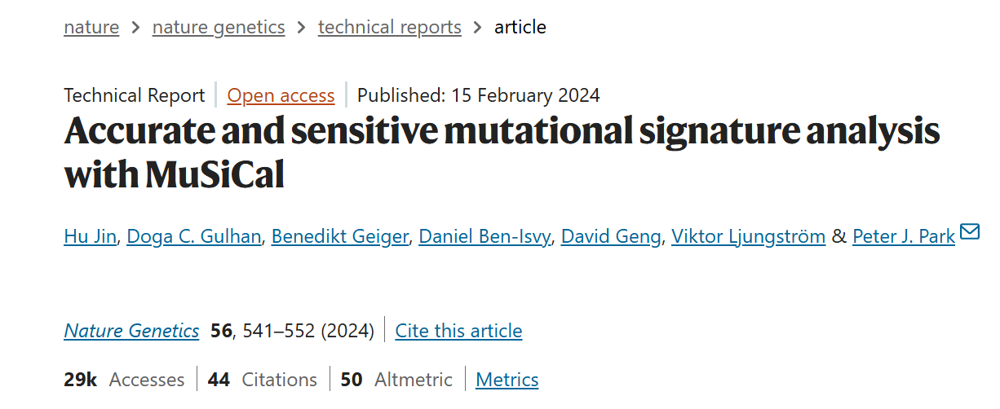 nature > nature genetics > technical reports > article
Technical Report | Open access | Published: 15 February 2024
Accurate and sensitive mutational signature analysis
with MuSiCal
Hu Jin, Doga C. Gulhan, Benedikt Geiger, Daniel Ben-Isvy, David Geng, Viktor Ljungström & Peter J. Park
Nature Genetics 56, 541–552 (2024) | Cite this article
29k Accesses | 44 Citations | 50 Altmetric | Metrics